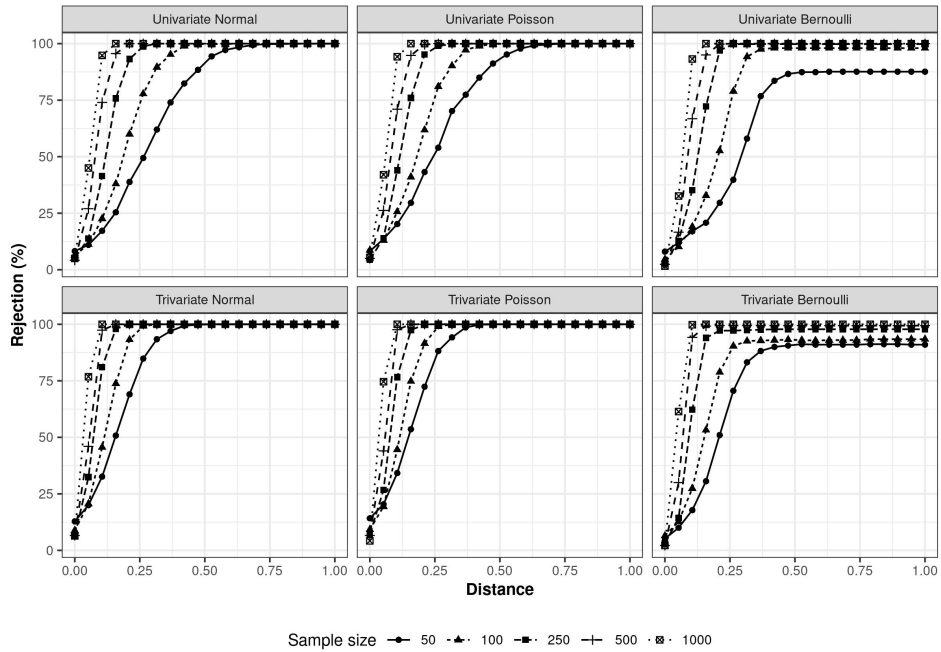 Univariate Normal Univariate Poisson Univariate Bernoulli
100
75
50
25
0
Trivariate Normal Trivariate Poisson Trivariate Bernoulli
100
75
50
25
0
Rejection (%)
0.00 0.25 0.50 0.75 1.00 0.00 0.25 0.50 0.75 1.00 0.00 0.25 0.50 0.75 1.00
Distance
Sample size 50 100 250 500 1000